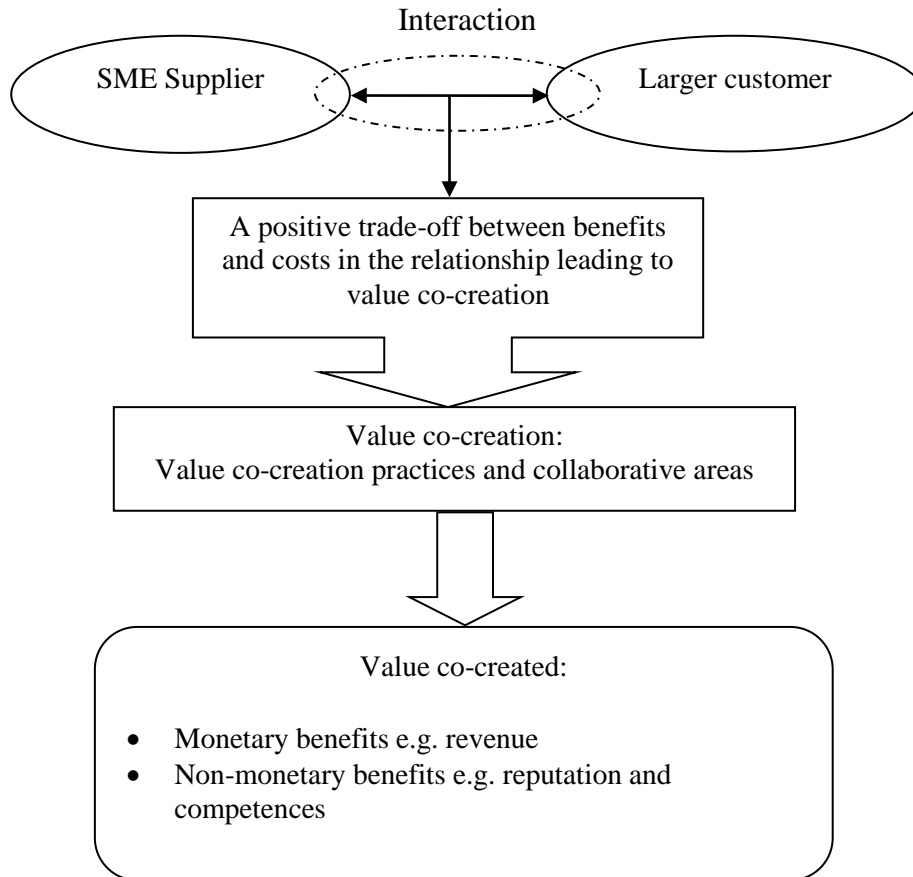 Interaction
SME Supplier
Larger customer
A positive trade-off between benefits
and costs in the relationship leading to
value co-creation
Value co-creation:
Value co-creation practices and collaborative areas
Value co-created:
• Monetary benefits e.g. revenue
• Non-monetary benefits e.g. reputation and
competences